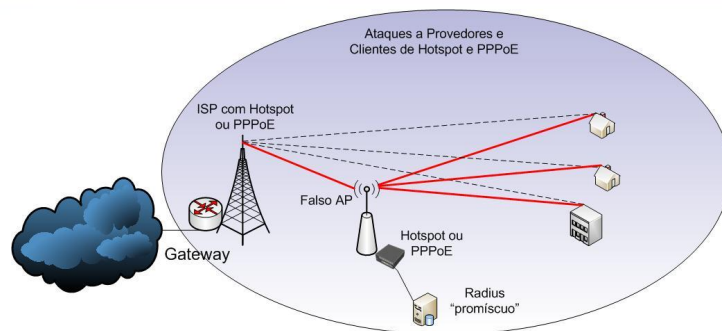 Ataques a Provedores e
Clientes de Hotspot e PPPoE
ISP com Hotspot
ou PPPoE
Falso AP
Hotspot ou
PPPoE
Gateway
Radius
“promíscuo”